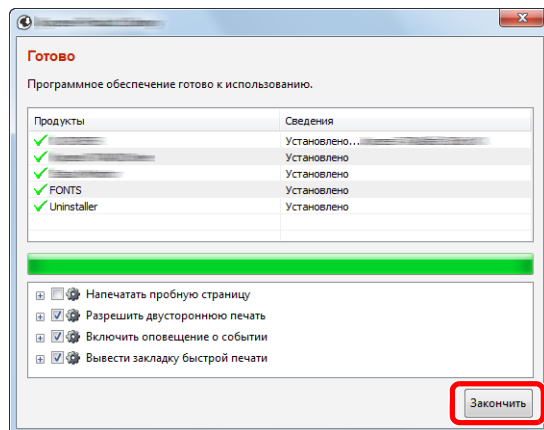 Готово
Программное обеспечение готово к использованию.
Продукты Сведения
Установлено...
Установлено
Установлено
FONTS Установлено
Uninstaller Установлено
Напечатать пробную страницу
Разрешить двустороннюю печать
Включить оповещение о событии
Вывести закладку быстрой печати
Закончить